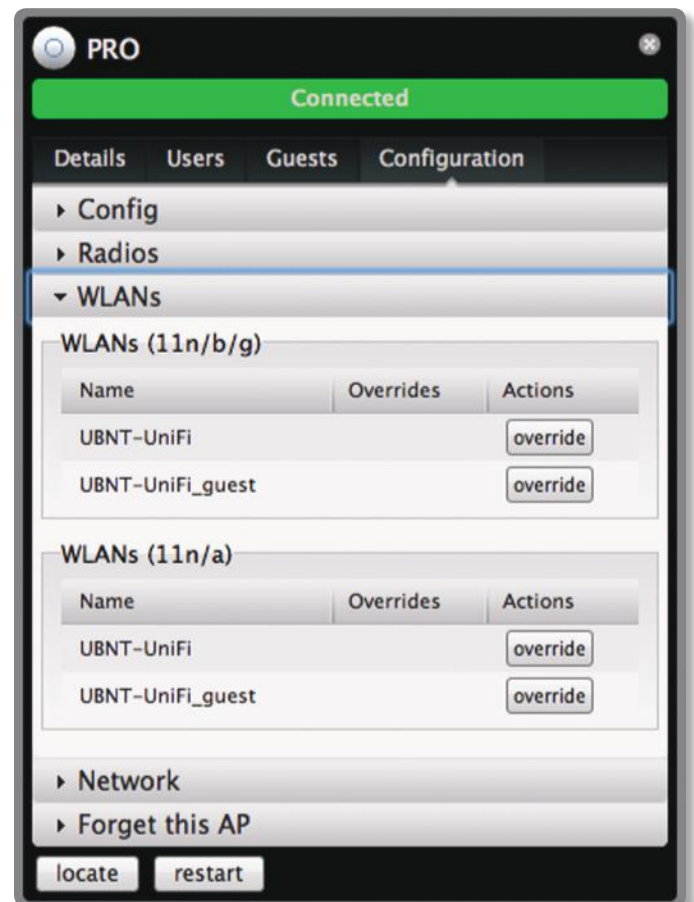 PRO
Connected
Details Users Guests Configuration
Config
Radios
WLANs
WLANs (11n/b/g)
Name Overrides Actions
UBNT-UniFi override
UBNT-UniFi_guest override
WLANs (11n/a)
Name Overrides Actions
UBNT-UniFi override
UBNT-UniFi_guest override
Network
Forget this AP
locate restart